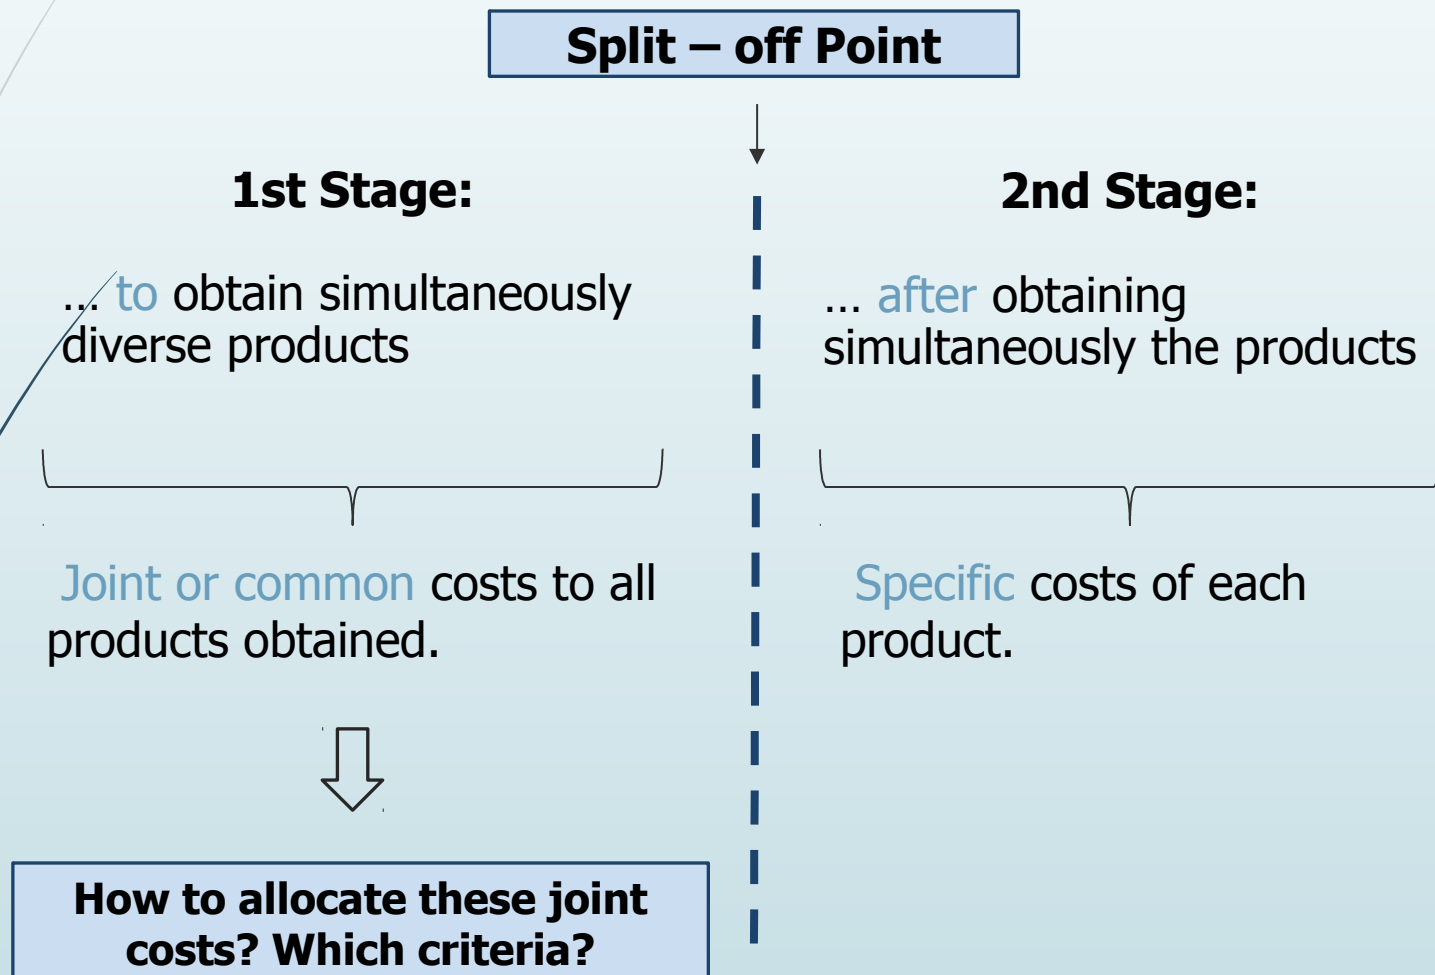 Split – off Point
1st Stage:
... to obtain simultaneously
diverse products
Joint or common costs to all
products obtained.
How to allocate these joint
costs? Which criteria?
2nd Stage:
... after obtaining
simultaneously the products
Specific costs of each
product.